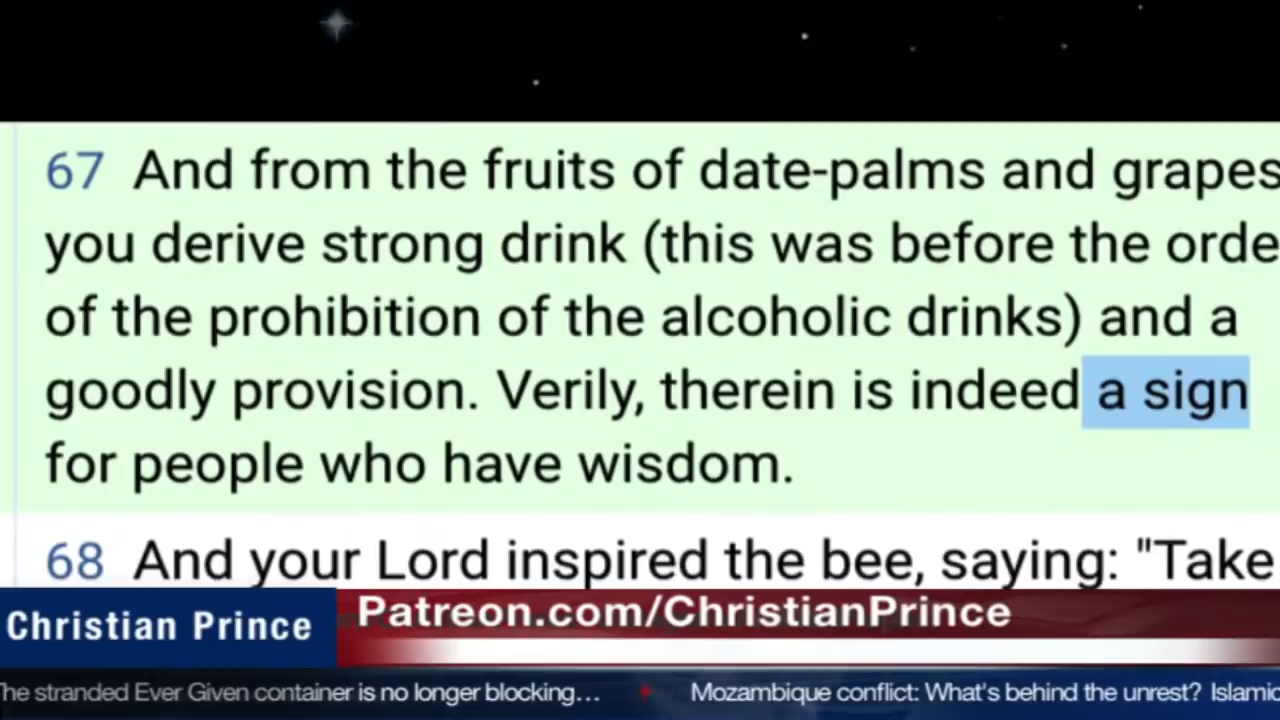 67 And from the fruits of date-palms and grapes
you derive strong drink (this was before the orde
of the prohibition of the alcoholic drinks) and a
goodly provision. Verily, therein is indeed a sign
for people who have wisdom.
68 And your Lord inspired the bee, saying: "Take
Christian Prince
Patreon.com/ChristianPrince
The stranded Ever Given container is no longer blocking... Mozambique conflict: What's behind the unrest? Islamic